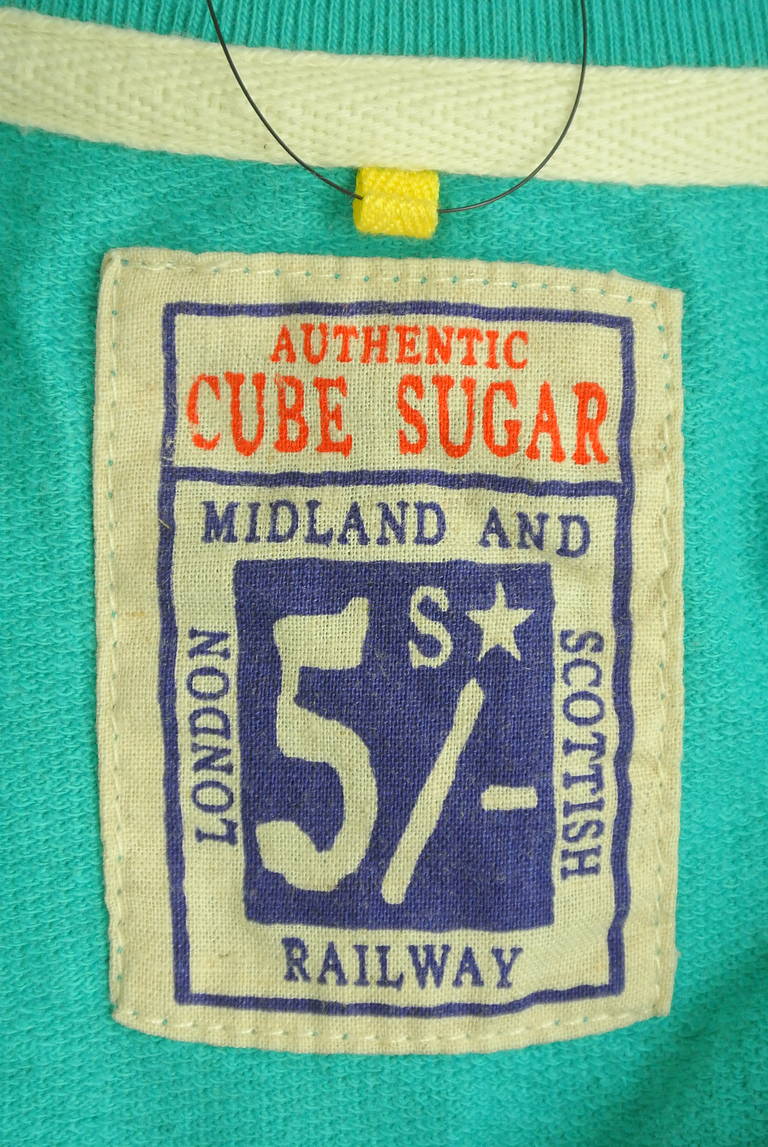 AUTHENTIC
CUBE SUGAR
MIDLAND AND
LONDON
5 S★
/-
SCOTTISH
RAILWAY